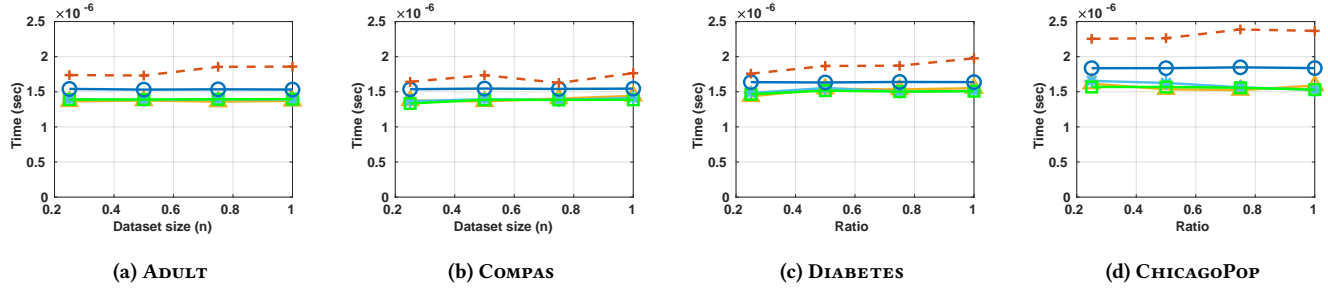 ×10⁻⁶
2.5
2
1.5
1
0.5
0
0.2 0.4 0.6 0.8 1
Time (sec)
Dataset size (n)
(a) ADULT
×10⁻⁶
2.5
2
1.5
1
0.5
0
0.2 0.4 0.6 0.8 1
Time (sec)
Dataset size (n)
(b) COMPAS
×10⁻⁶
2.5
2
1.5
1
0.5
0
0.2 0.4 0.6 0.8 1
Time (sec)
Ratio
(c) DIABETES
×10⁻⁶
2.5
2
1.5
1
0.5
0
0.2 0.4 0.6 0.8 1
Time (sec)
Ratio
(d) CHICAGOPOP